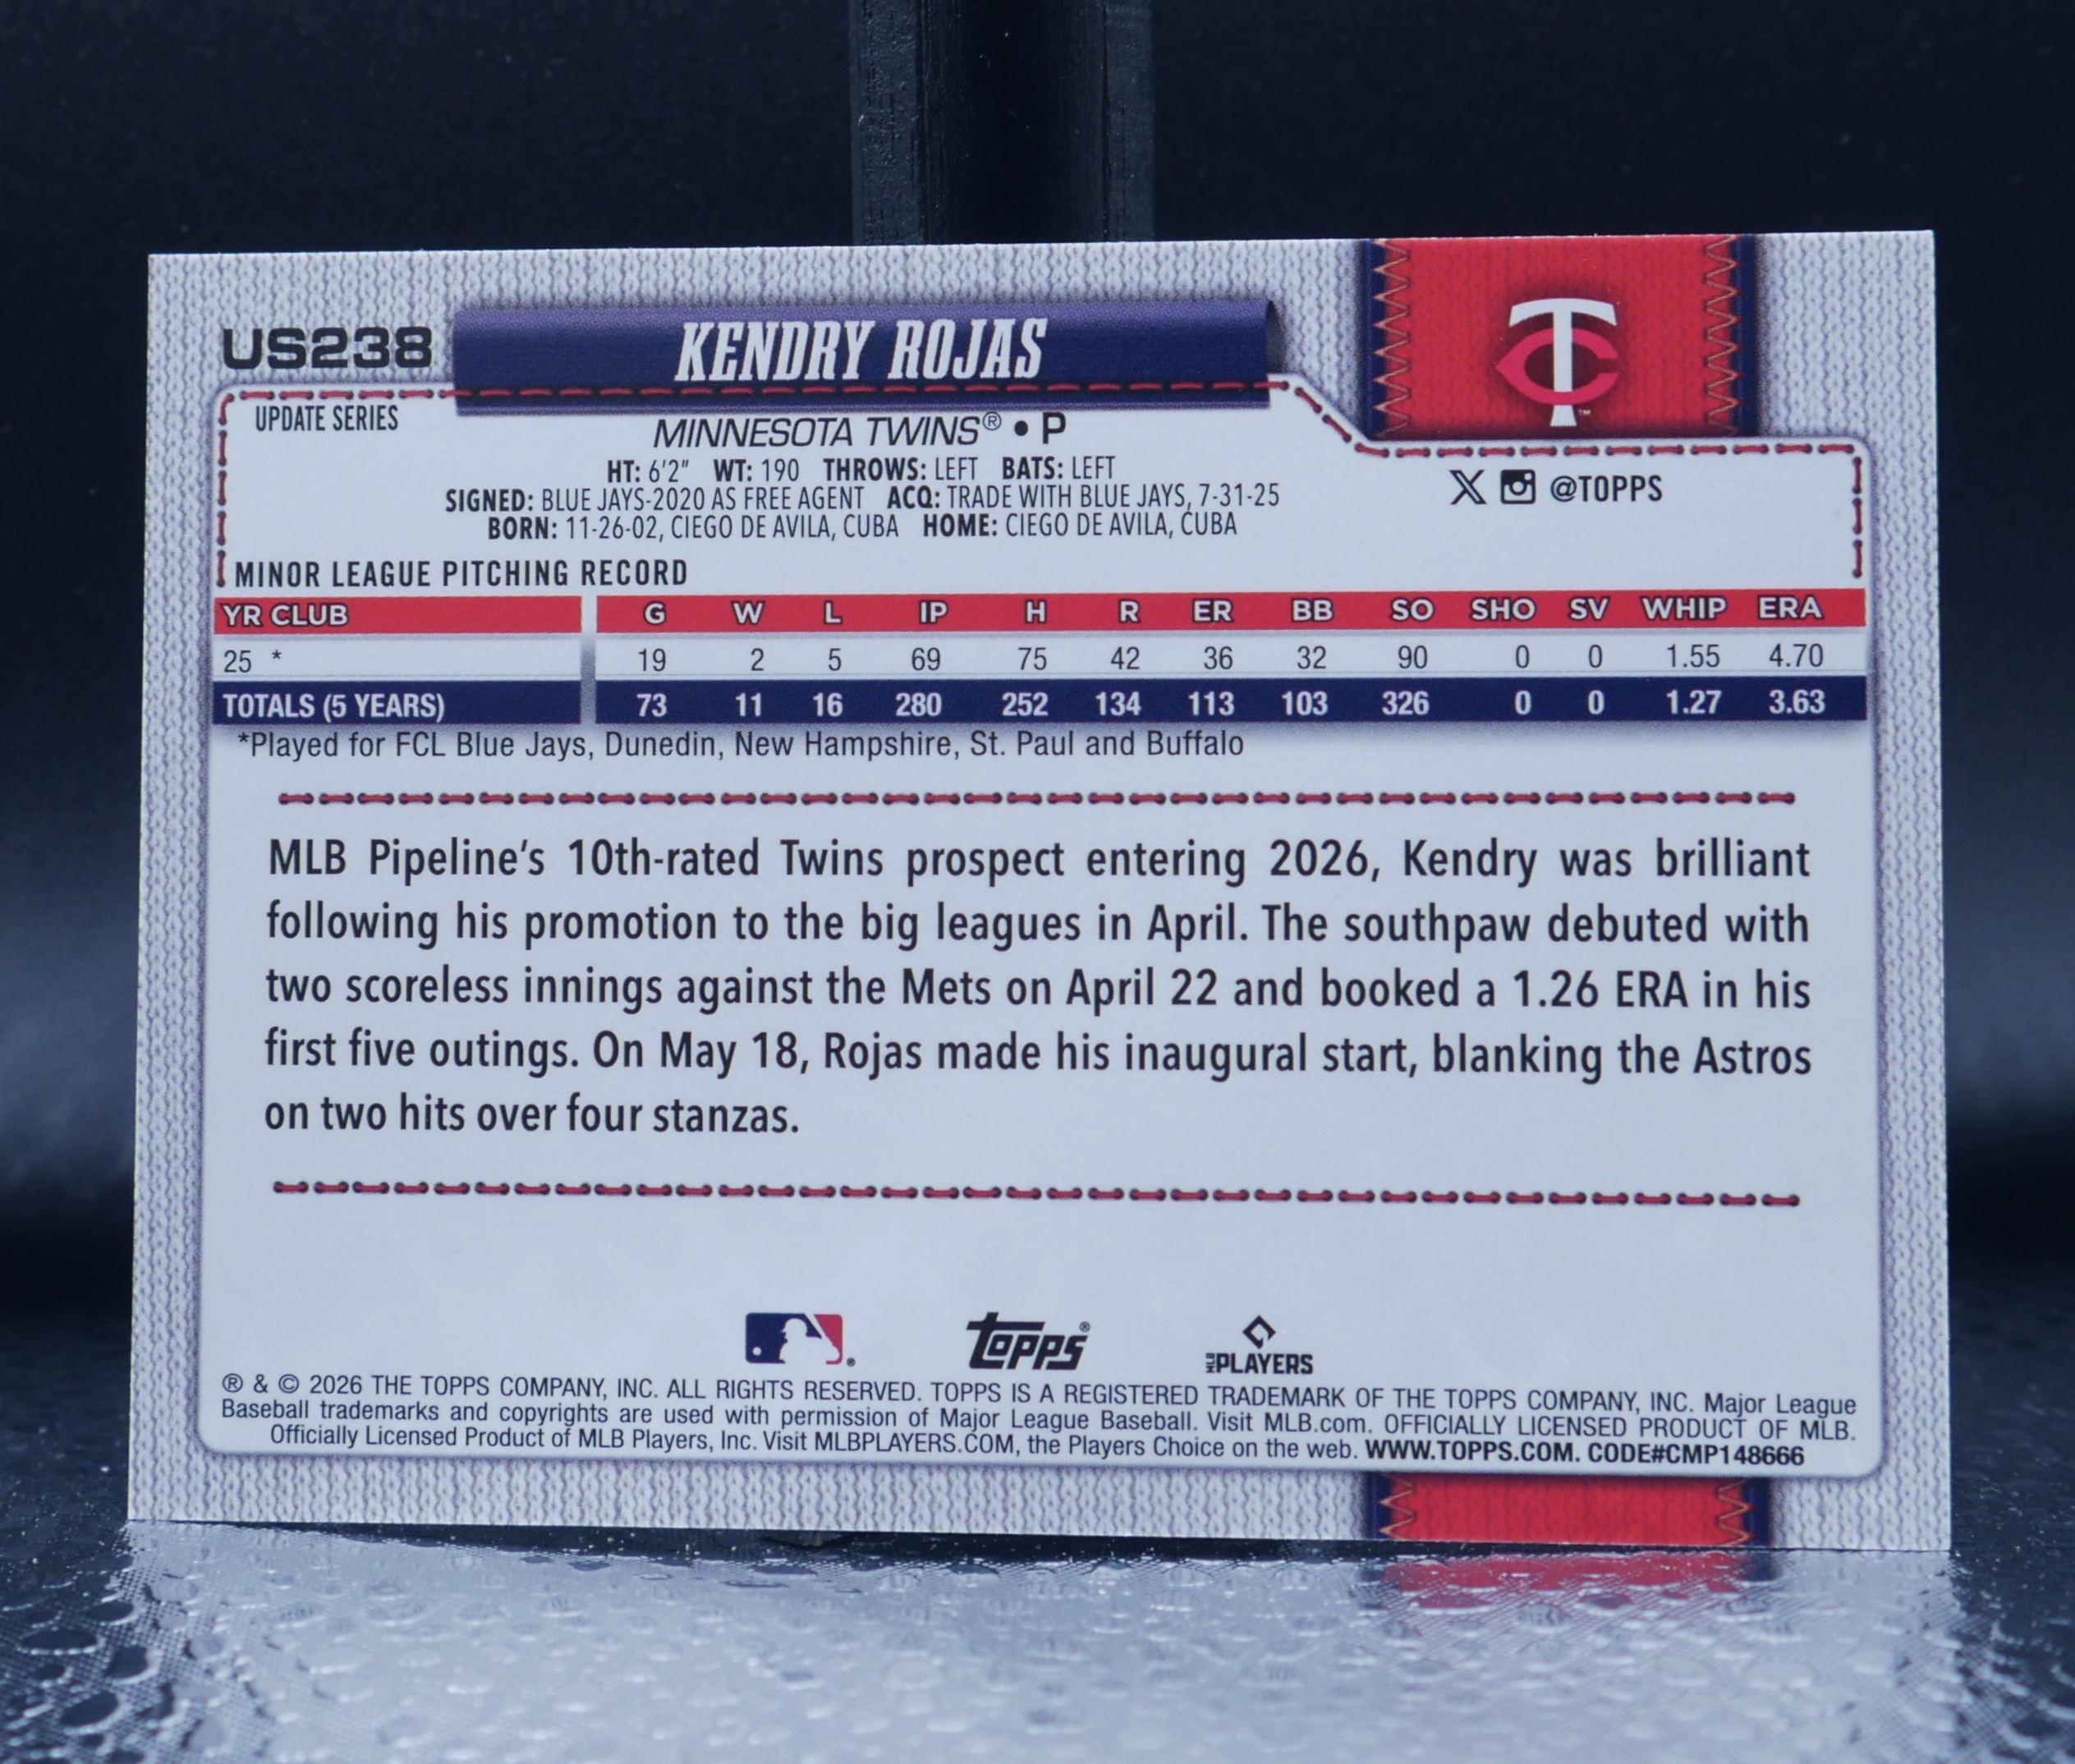 US238
KENDRY ROJAS
UPDATE SERIES
MINNESOTA TWINS® • P
TC™
HT: 6'2" WT: 190 THROWS: LEFT BATS: LEFT
SIGNED: BLUE JAYS-2020 AS FREE AGENT ACQ: TRADE WITH BLUE JAYS, 7-31-25
BORN: 11-26-02, CIEGO DE AVILA, CUBA HOME: CIEGO DE AVILA, CUBA
@TOPPS
MINOR LEAGUE PITCHING RECORD
YR CLUB G W L IP H R ER BB SO SHO SV WHIP ERA
25 * 19 2 5 69 75 42 36 32 90 0 0 1.55 4.70
TOTALS (5 YEARS) 73 11 16 280 252 134 113 103 326 0 0 1.27 3.63
*Played for FCL Blue Jays, Dunedin, New Hampshire, St. Paul and Buffalo
MLB Pipeline's 10th-rated Twins prospect entering 2026, Kendry was brilliant
following his promotion to the big leagues in April. The southpaw debuted with
two scoreless innings against the Mets on April 22 and booked a 1.26 ERA in his
first five outings. On May 18, Rojas made his inaugural start, blanking the Astros
on two hits over four stanzas.
topps® MLB PLAYERS
® & © 2026 THE TOPPS COMPANY, INC. ALL RIGHTS RESERVED. TOPPS IS A REGISTERED TRADEMARK OF THE TOPPS COMPANY, INC. Major League
Baseball trademarks and copyrights are used with permission of Major League Baseball. Visit MLB.com. OFFICIALLY LICENSED PRODUCT OF MLB.
Officially Licensed Product of MLB Players, Inc. Visit MLBPLAYERS.COM, the Players Choice on the web. WWW.TOPPS.COM. CODE#CMP148666